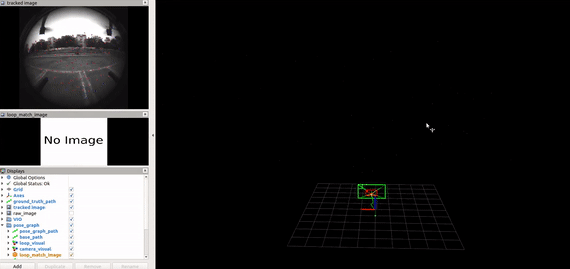 tracked image
loop_match_image
No Image
Displays
Global Options
Global Status: Ok
Grid
Axes
ground_truth_path
tracked image
raw_image
VIO
pose_graph
pose_graph_path
base_path
loop_visual
camera_visual
loop_match_image
Add
Duplicate
Remove
Rename